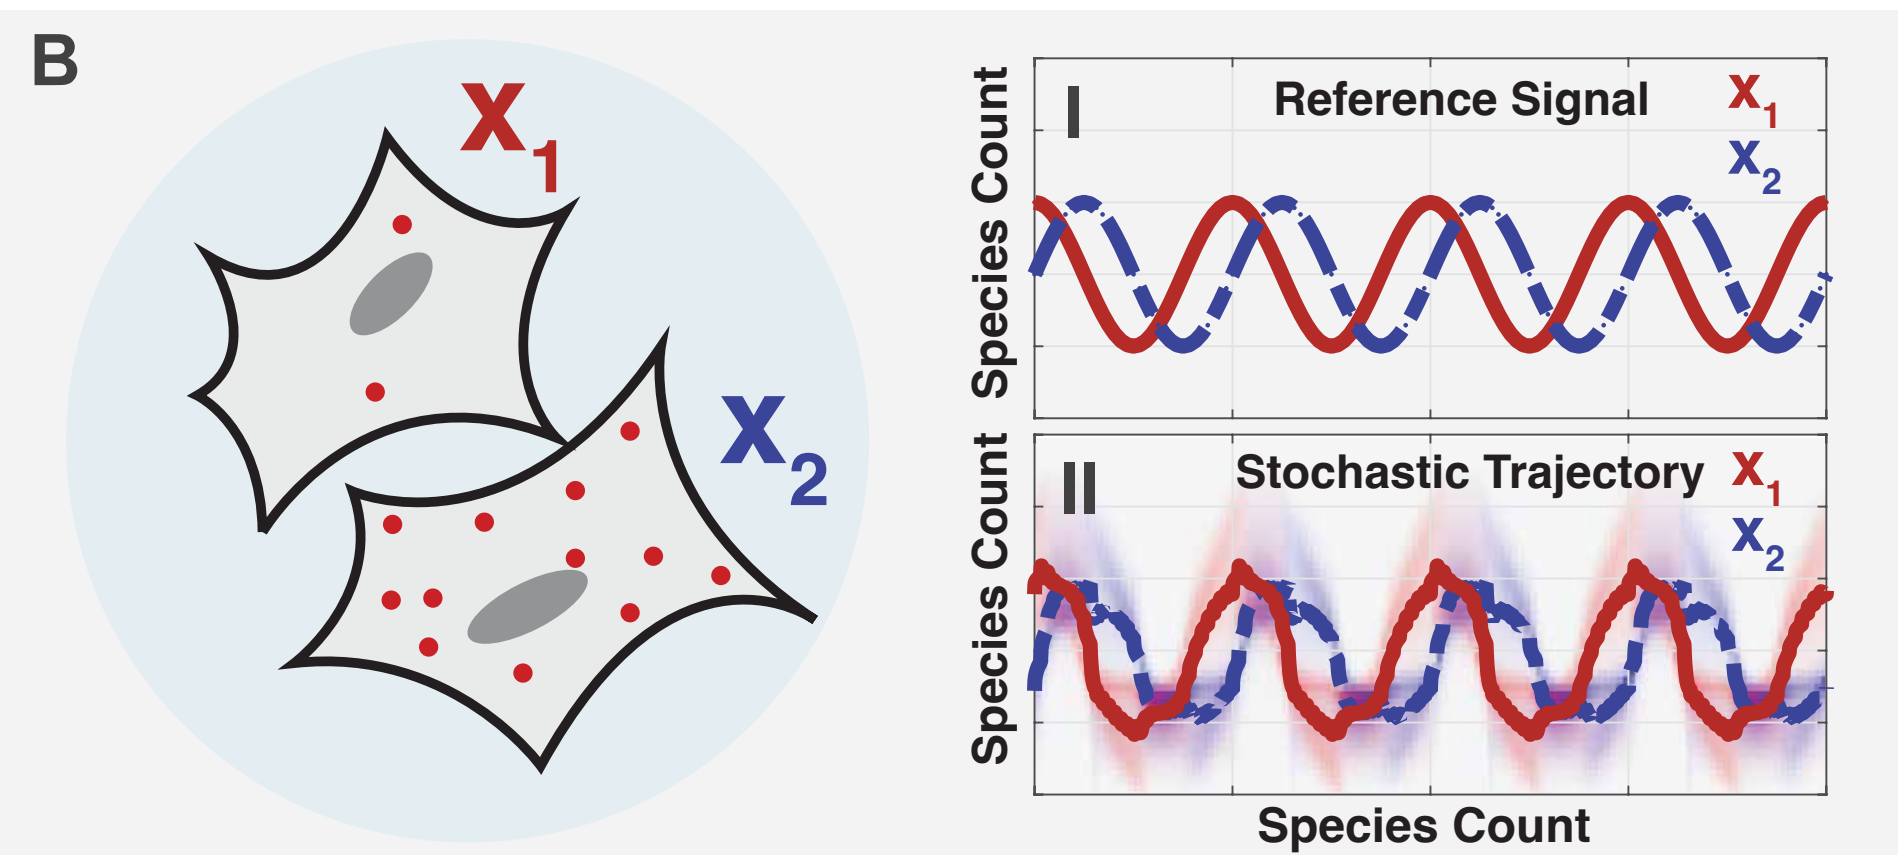 B
X1
X2
I
Reference Signal
X1
X2
Species Count
II
Stochastic Trajectory
X1
X2
Species Count
Species Count